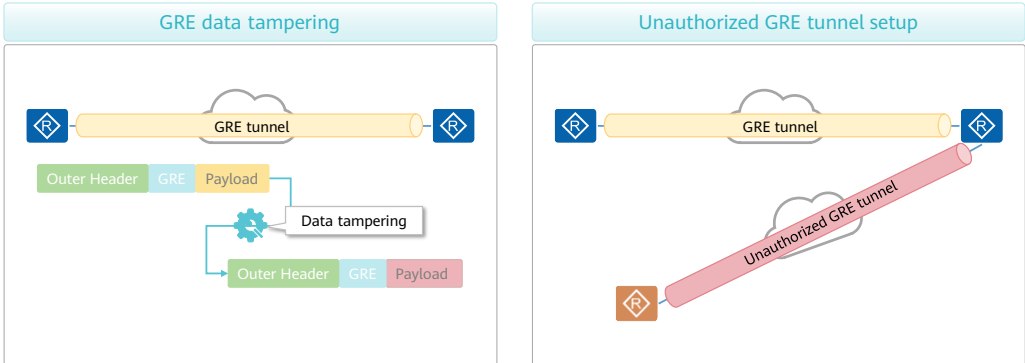 GRE data tampering
R
GRE tunnel
R
Outer Header GRE Payload
Data tampering
Outer Header GRE Payload
Unauthorized GRE tunnel setup
R
GRE tunnel
R
Unauthorized GRE tunnel
R